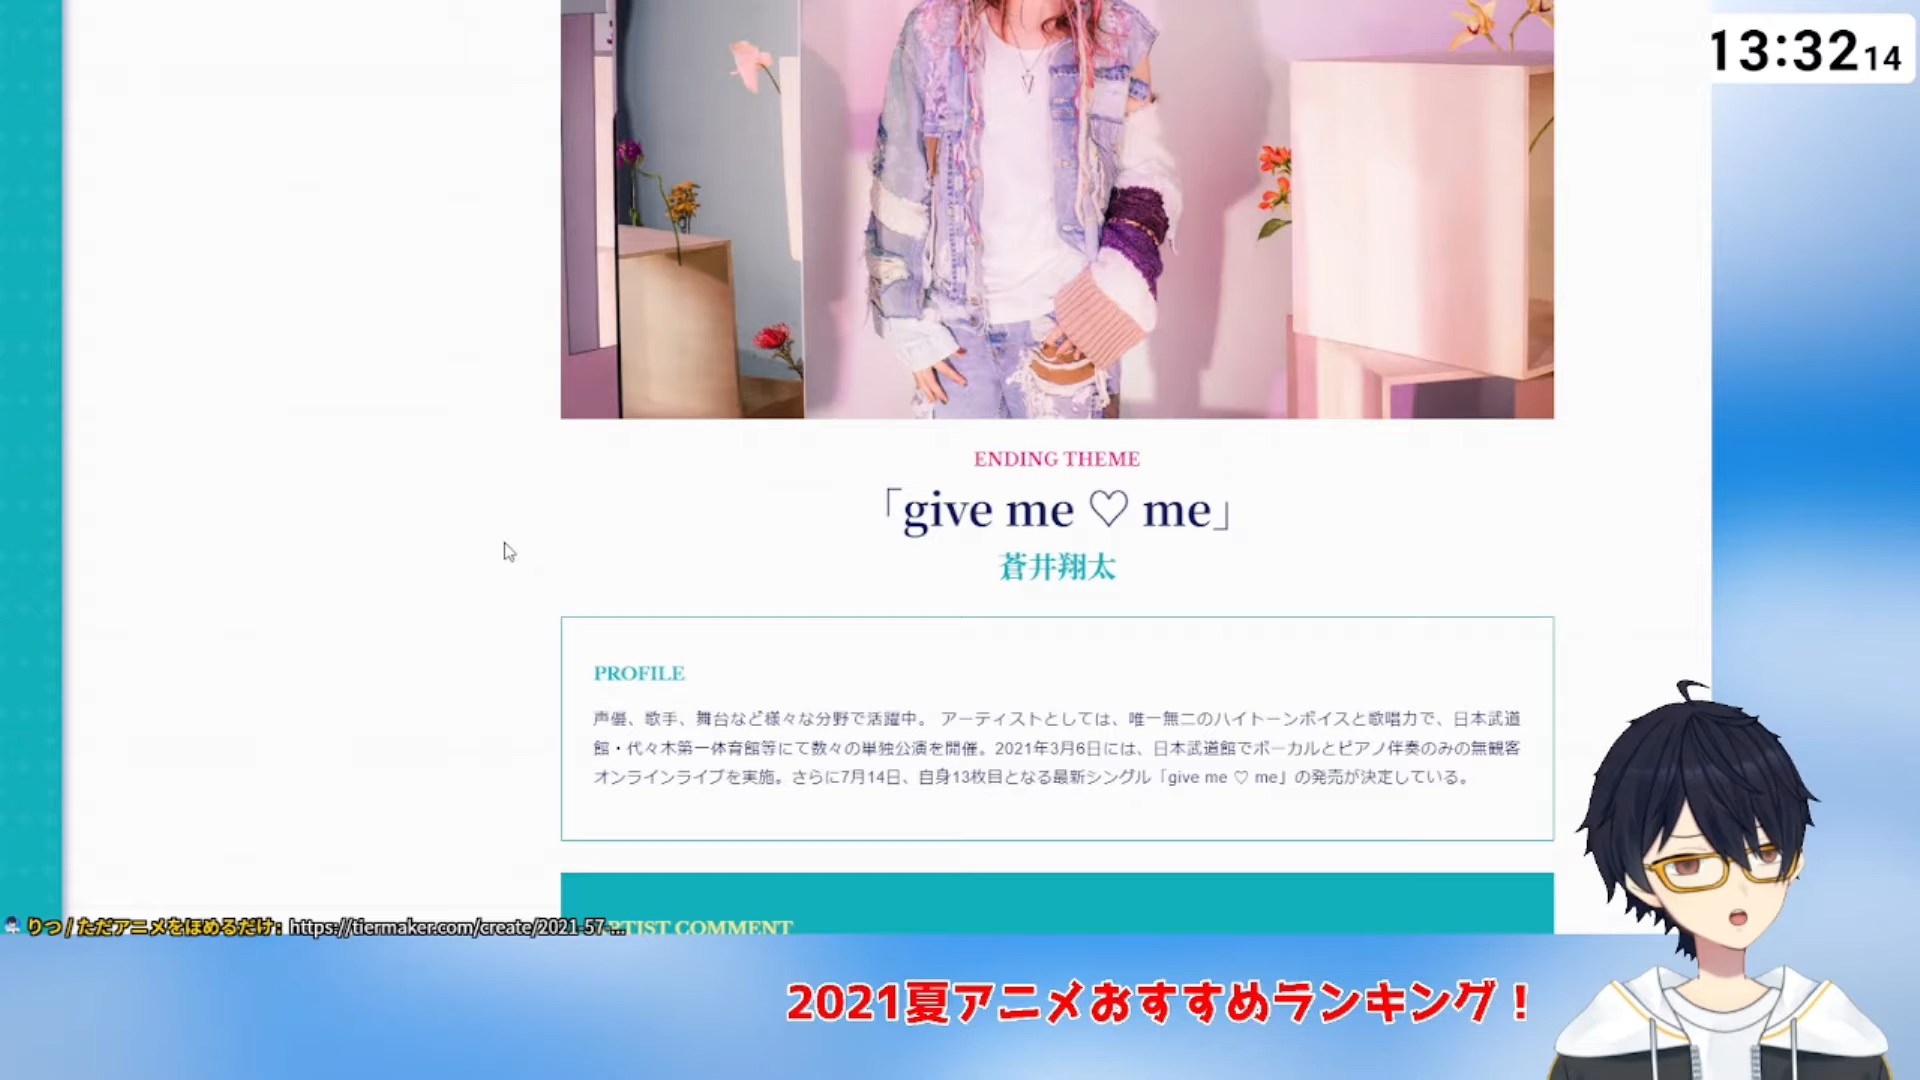 13:32 14
ENDING THEME
「give me ♡ me」
蒼井翔太
PROFILE
声優、歌手、舞台など様々な分野で活躍中。 アーティストとしては、唯一無二のハイトーンボイスと歌唱力で、日本武道
館・代々木第一体育館等にて数々の単独公演を開催。2021年3月6日には、日本武道館でボーカルとピアノ伴奏のみの無観客
オンラインライブを実施。さらに7月14日、自身13枚目となる最新シングル「give me ♡ me」の発売が決定している。
りつ / ただアニメをほめるだけ: https://tiermaker.com/create/2021-57-...
TIST COMMENT
2021夏アニメおすすめランキング！